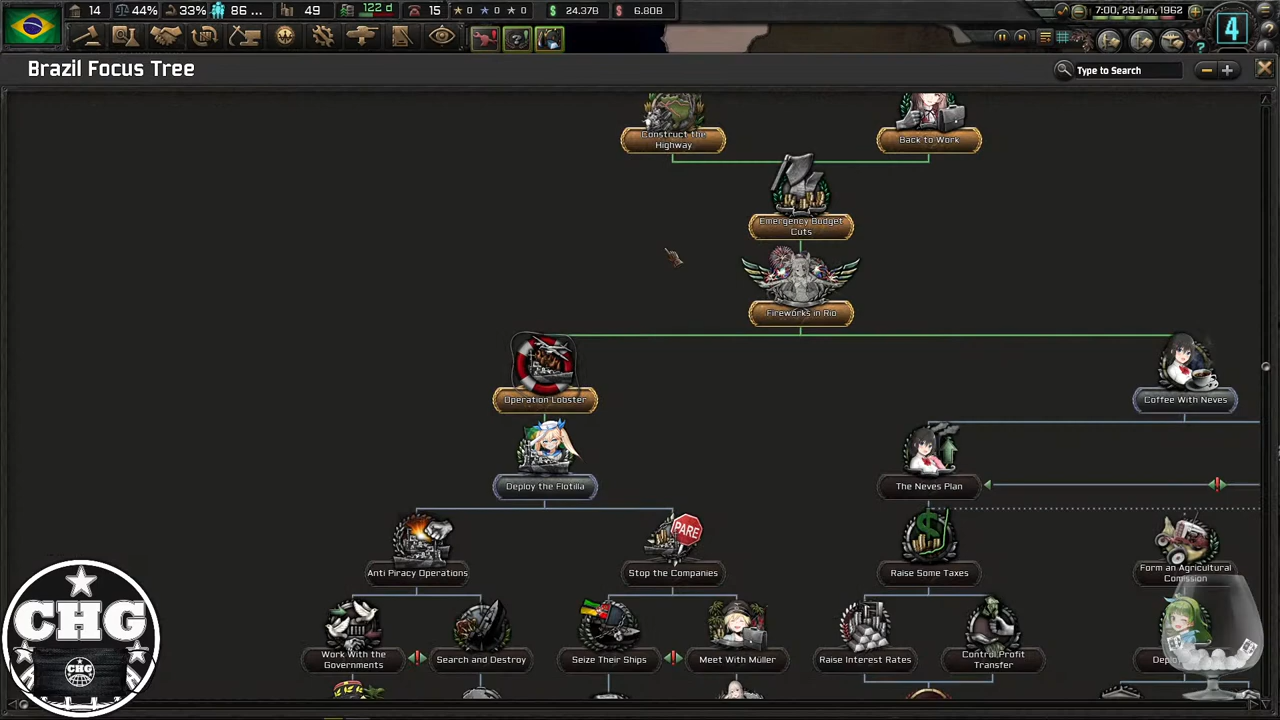 14 44% 33% 86 ... 49 122 d 15 0 0 0 $ 24.37B $ 6.80B 7:00, 29 Jan, 1962 4
Brazil Focus Tree
Type to Search
Construct the
Highway
Back to Work
Emergency Budget
Cuts
Fireworks in Rio
Operation Lobster
Coffee With Neves
Deploy the Flotilla
The Neves Plan
PARE
Anti Piracy Operations
Stop the Companies
Raise Some Taxes
Form an Agricultural
Comission
Work With the
Governments
Search and Destroy
Seize Their Ships
Meet With Müller
Raise Interest Rates
Control Profit
Transfer
CHG
CHG